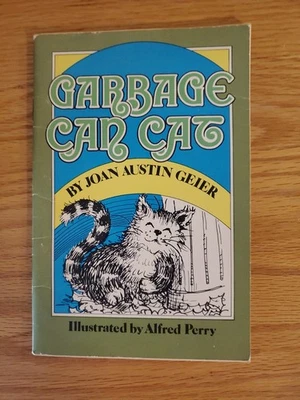 GARBAGE
CAN CAT
BY JOAN AUSTIN GEIER
Illustrated by Alfred Perry